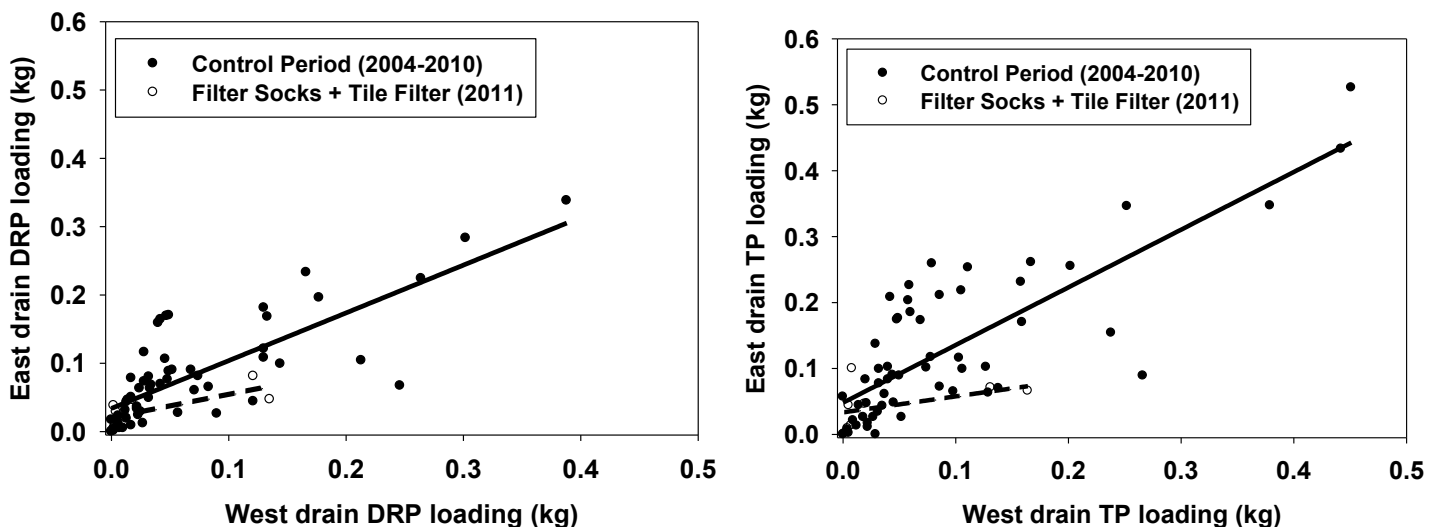 0.6
0.5
0.4
0.3
0.2
0.1
0.0
East drain DRP loading (kg)
Control Period (2004-2010)
Filter Socks + Tile Filter (2011)
0.0 0.1 0.2 0.3 0.4 0.5
West drain DRP loading (kg)
0.6
0.5
0.4
0.3
0.2
0.1
0.0
East drain TP loading (kg)
Control Period (2004-2010)
Filter Socks + Tile Filter (2011)
0.0 0.1 0.2 0.3 0.4 0.5
West drain TP loading (kg)